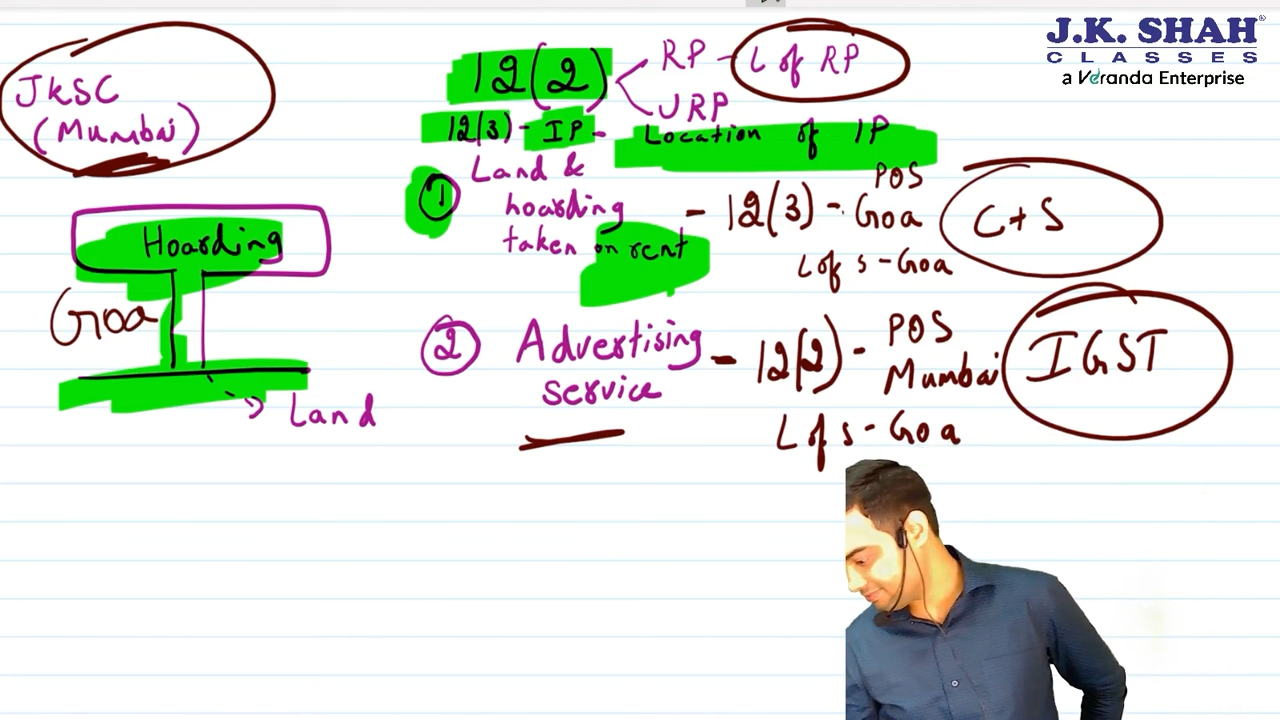 J.K. SHAH
CLASSES
a Veranda Enterprise
JKSC
(Mumbai)
12(2)
RP - L of RP
URP
12(3) - IP - Location of IP
① Land &
hoarding
taken on rent
- 12(3) - Goa
POS
L of s - Goa
C + S
Hoarding
Goa
Land
② Advertising
service
- 12(2) - POS
Mumbai
L of s - Goa
IGST